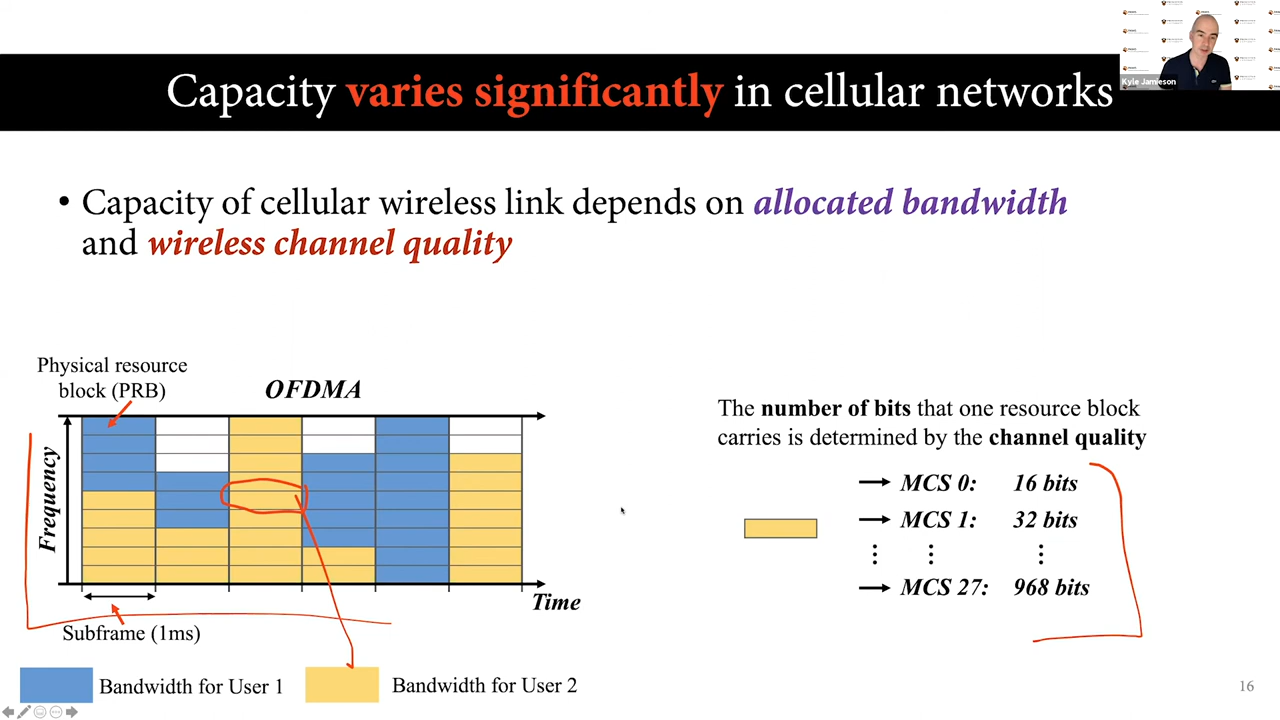 Kyle Jamieson
Capacity varies significantly in cellular networks
• Capacity of cellular wireless link depends on allocated bandwidth
and wireless channel quality
Physical resource
block (PRB)
OFDMA
Frequency
Time
Subframe (1ms)
Bandwidth for User 1
Bandwidth for User 2
The number of bits that one resource block
carries is determined by the channel quality
MCS 0: 16 bits
MCS 1: 32 bits
⋮ ⋮ ⋮
MCS 27: 968 bits
16